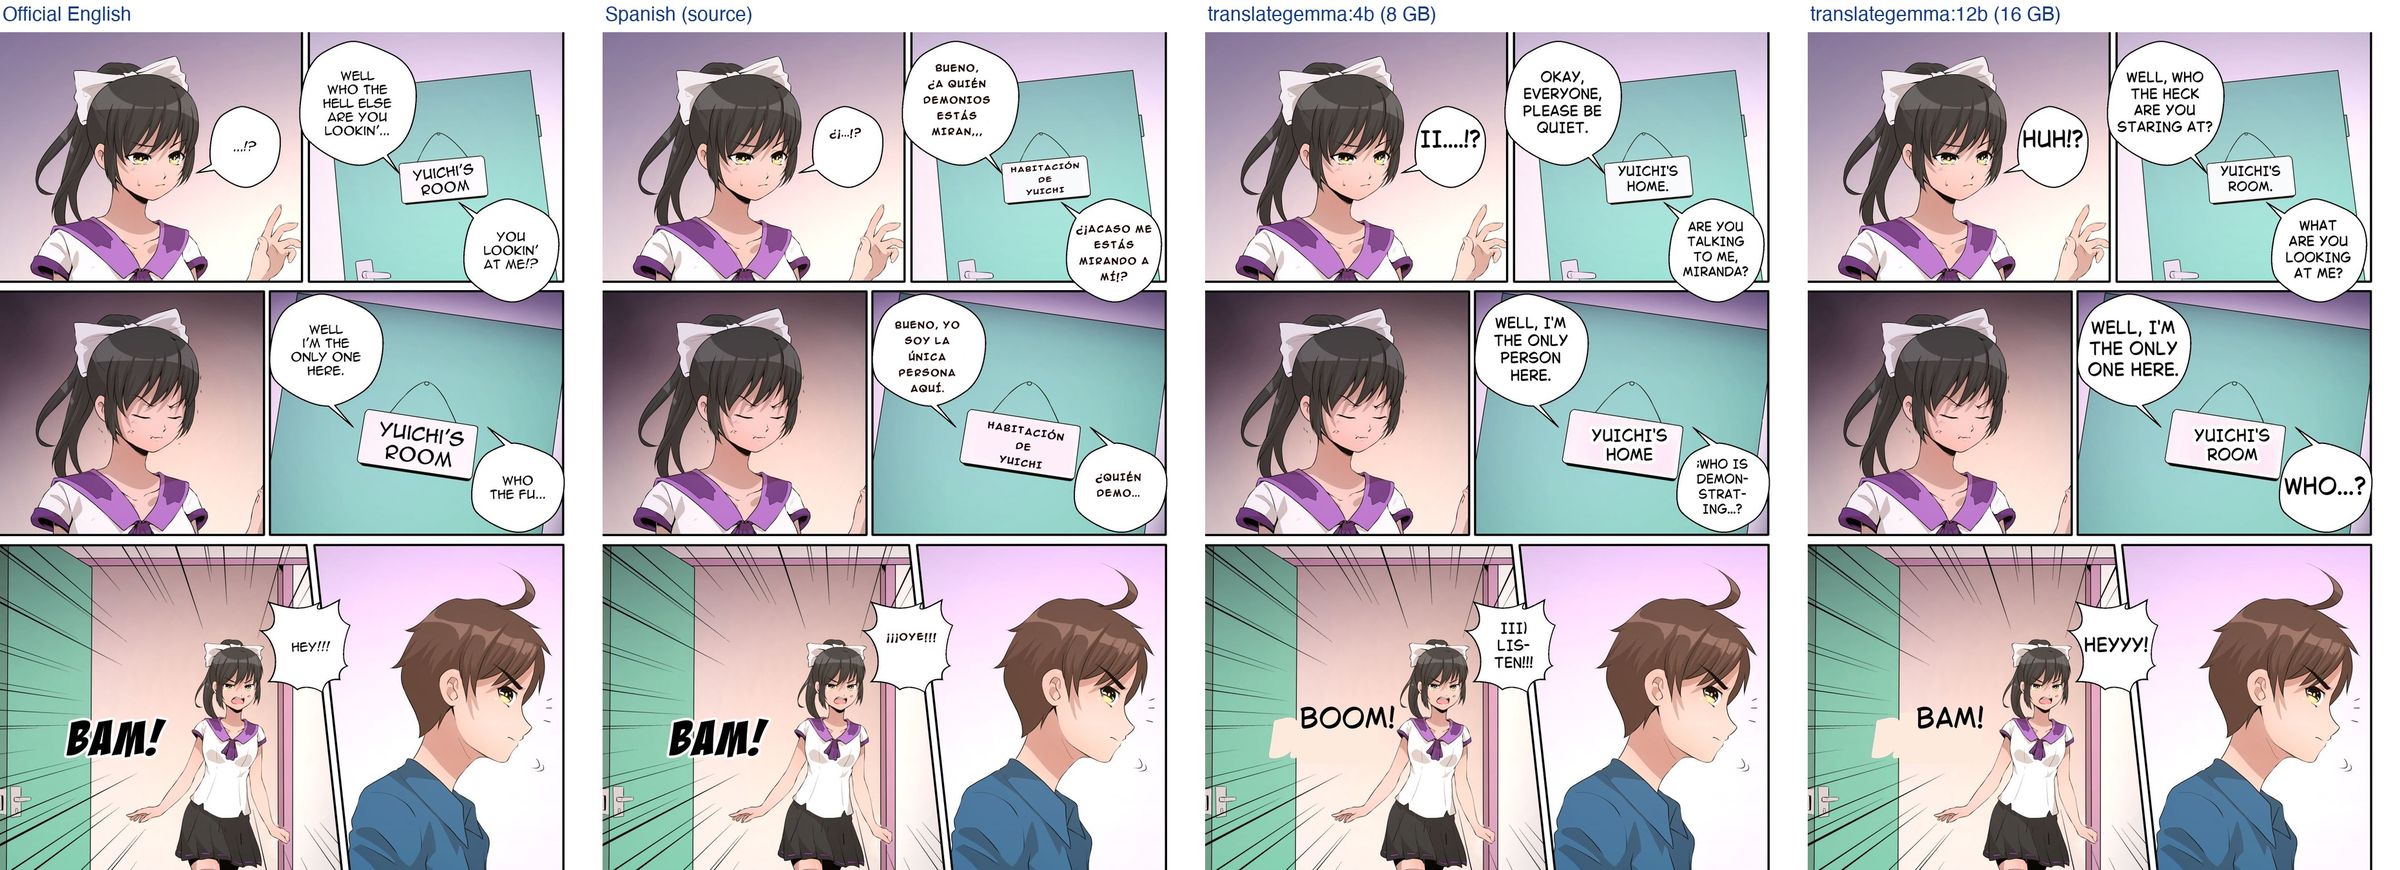 Official English
...!?
WELL
WHO THE
HELL ELSE
ARE YOU
LOOKIN'...
YUICHI'S
ROOM
YOU
LOOKIN'
AT ME!?
WELL
I'M THE
ONLY ONE
HERE.
YUICHI'S
ROOM
WHO
THE FU...
HEY!!!
BAM!
Spanish (source)
¿¡...!?
BUENO,
¿A QUIÉN
DEMONIOS
ESTÁS
MIRAN,,,
HABITACIÓN
DE
YUICHI
¿¡ACASO ME
ESTÁS
MIRANDO A
MÍ!?
BUENO, YO
SOY LA
ÚNICA
PERSONA
AQUÍ.
HABITACIÓN
DE
YUICHI
¿QUIÉN
DEMO...
¡¡¡OYE!!!
BAM!
translategemma:4b (8 GB)
II....!?
OKAY,
EVERYONE,
PLEASE BE
QUIET.
YUICHI'S
HOME.
ARE YOU
TALKING
TO ME,
MIRANDA?
WELL, I'M
THE ONLY
PERSON
HERE.
YUICHI'S
HOME
¡WHO IS
DEMON-
STRAT-
ING...?
III)
LIS-
TEN!!!
BOOM!
translategemma:12b (16 GB)
HUH!?
WELL, WHO
THE HECK
ARE YOU
STARING AT?
YUICHI'S
ROOM.
WHAT
ARE YOU
LOOKING
AT ME?
WELL, I'M
THE ONLY
ONE HERE.
YUICHI'S
ROOM
WHO...?
HEYYY!
BAM!